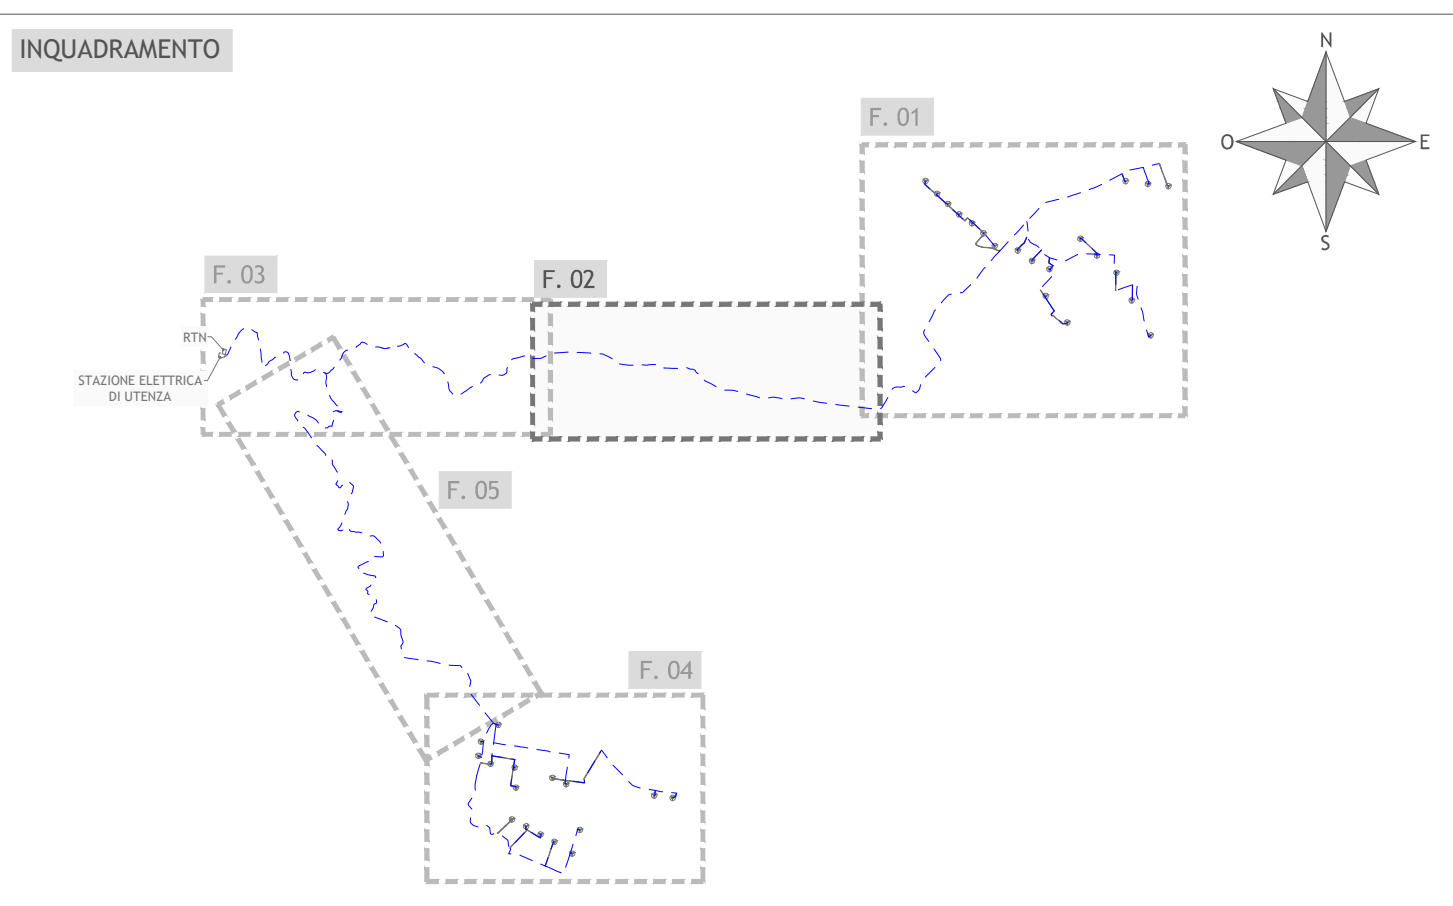 INQUADRAMENTO
N
F. 01
O
E
S
F. 03
F. 02
RTN
STAZIONE ELETTRICA
DI UTENZA
F. 05
F. 04